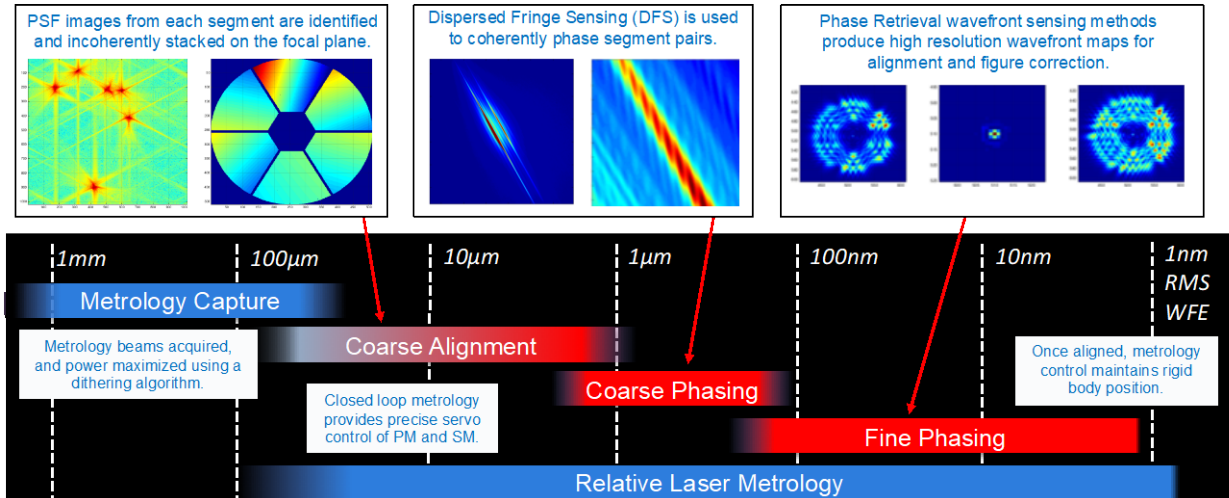 PSF images from each segment are identified
and incoherently stacked on the focal plane.
Dispersed Fringe Sensing (DFS) is used
to coherently phase segment pairs.
Phase Retrieval wavefront sensing methods
produce high resolution wavefront maps for
alignment and figure correction.
1mm
100μm
10μm
1μm
100nm
10nm
1nm
RMS
WFE
Metrology Capture
Metrology beams acquired,
and power maximized using a
dithering algorithm.
Coarse Alignment
Closed loop metrology
provides precise servo
control of PM and SM.
Coarse Phasing
Once aligned, metrology
control maintains rigid
body position.
Fine Phasing
Relative Laser Metrology